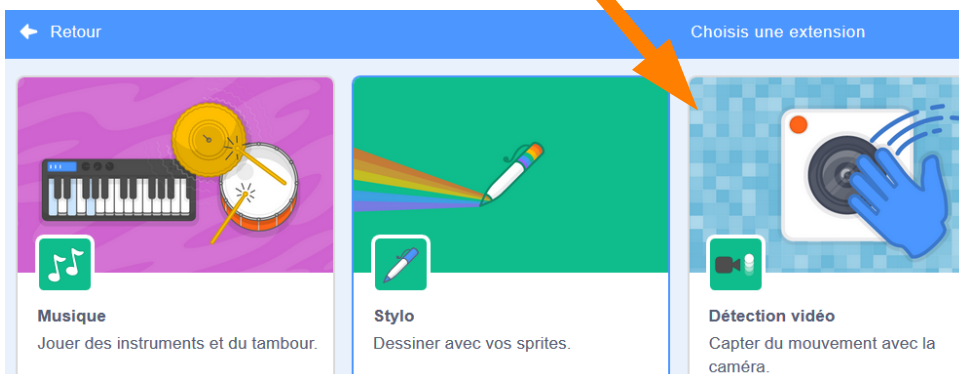 Retour
Choisis une extension
Musique
Jouer des instruments et du tambour.
Stylo
Dessiner avec vos sprites.
Détection vidéo
Capter du mouvement avec la
caméra.